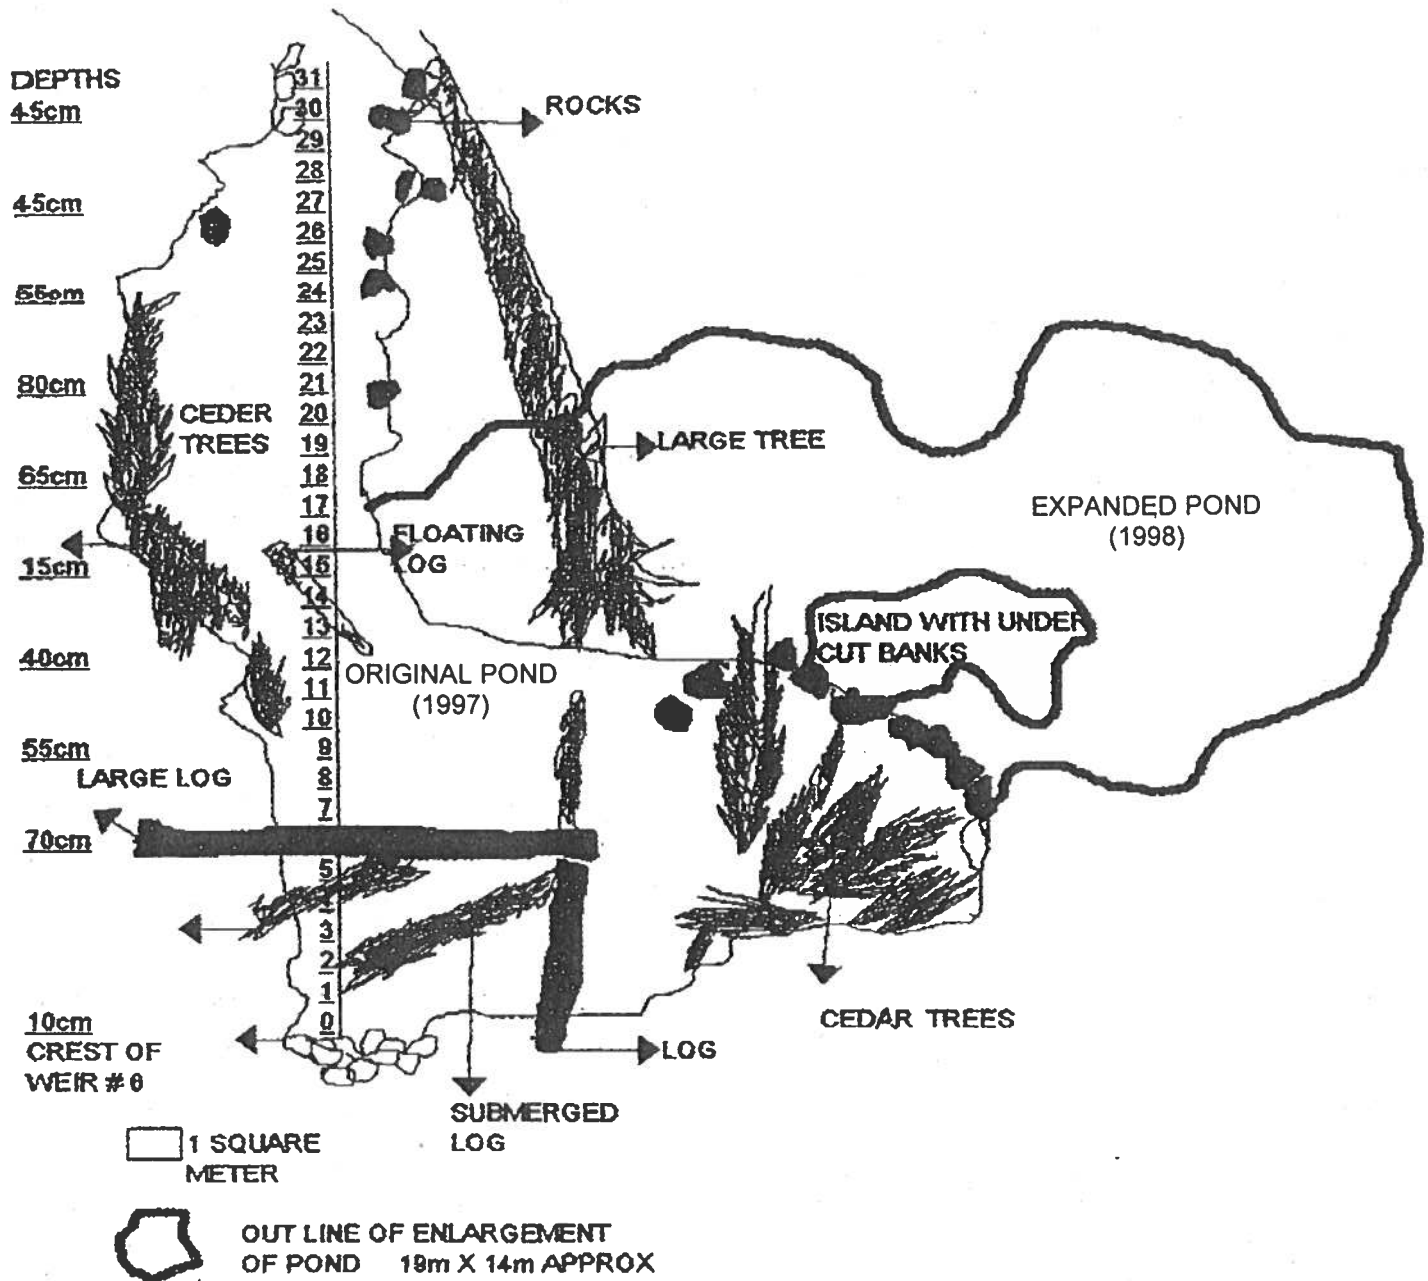 DEPTHS
45cm
45cm
55cm
80cm
65cm
15cm
40cm
55cm
70cm
10cm
CREST OF
WEIR # 6
31
30
29
28
27
26
25
24
23
22
21
20
19
18
17
16
15
14
13
12
11
10
9
8
7
5
4
3
2
1
0
ROCKS
CEDER
TREES
LARGE TREE
EXPANDED POND
(1998)
FLOATING
LOG
ISLAND WITH UNDER
CUT BANKS
ORIGINAL POND
(1997)
LARGE LOG
CEDAR TREES
LOG
SUBMERGED
LOG
1 SQUARE
METER
OUT LINE OF ENLARGEMENT
OF POND 19m X 14m APPROX